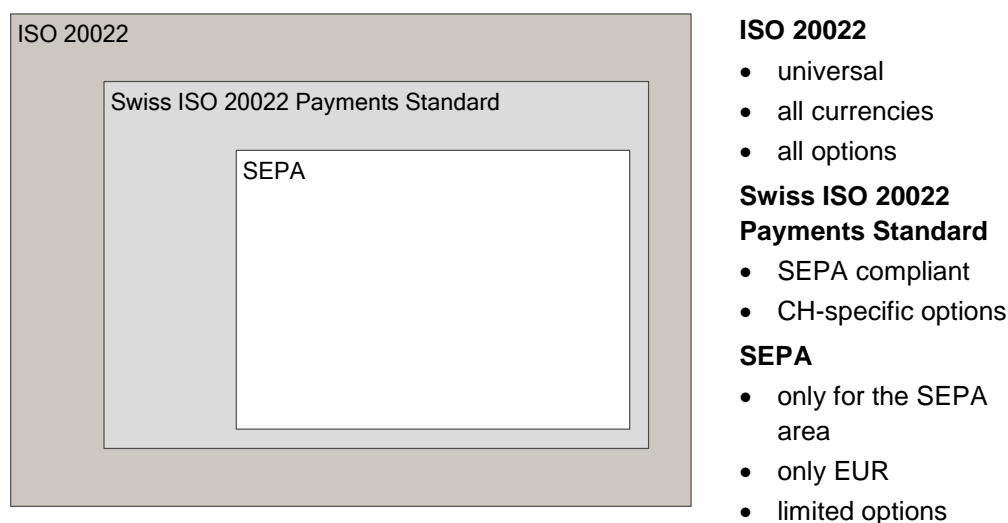 ISO 20022
Swiss ISO 20022 Payments Standard
SEPA
ISO 20022
• universal
• all currencies
• all options
Swiss ISO 20022
Payments Standard
• SEPA compliant
• CH-specific options
SEPA
• only for the SEPA
area
• only EUR
• limited options